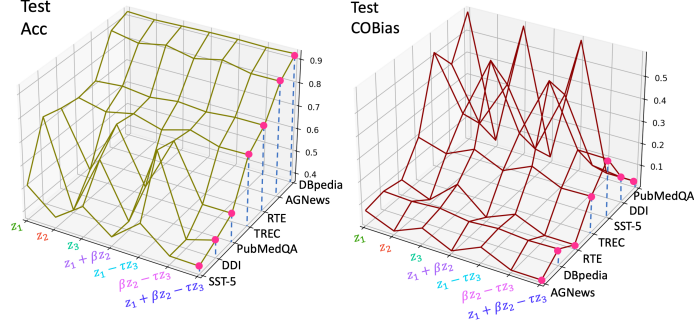 Test
Acc
0.9
0.8
0.7
0.6
0.5
0.4
DBpedia
AGNews
RTE
TREC
PubMedQA
DDI
SST-5
z₁
z₂
z₃
z₁ + βz₂
z₁ − τz₃
βz₂ − τz₃
z₁ + βz₂ − τz₃
Test
COBias
0.5
0.4
0.3
0.2
0.1
PubMedQA
DDI
SST-5
TREC
RTE
DBpedia
AGNews
z₁
z₂
z₃
z₁ + βz₂
z₁ − τz₃
βz₂ − τz₃
z₁ + βz₂ − τz₃